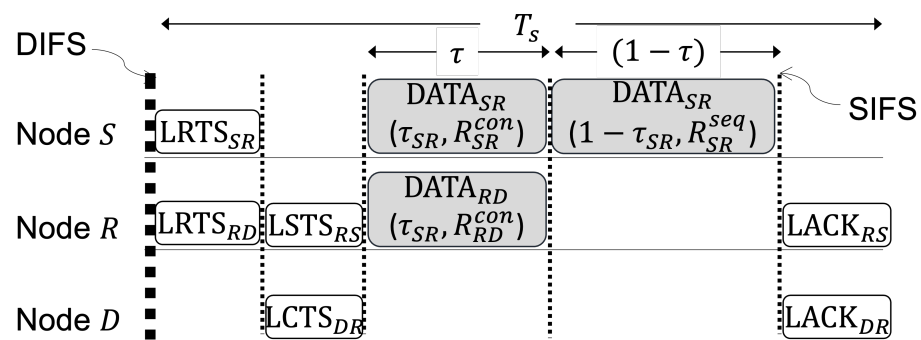 T_s
DIFS
τ
(1 − τ)
SIFS
Node S
LRTS_SR
DATA_SR
(τ_SR, R_SR^con)
DATA_SR
(1 − τ_SR, R_SR^seq)
Node R
LRTS_RD
LSTS_RS
DATA_RD
(τ_SR, R_RD^con)
LACK_RS
Node D
LCTS_DR
LACK_DR